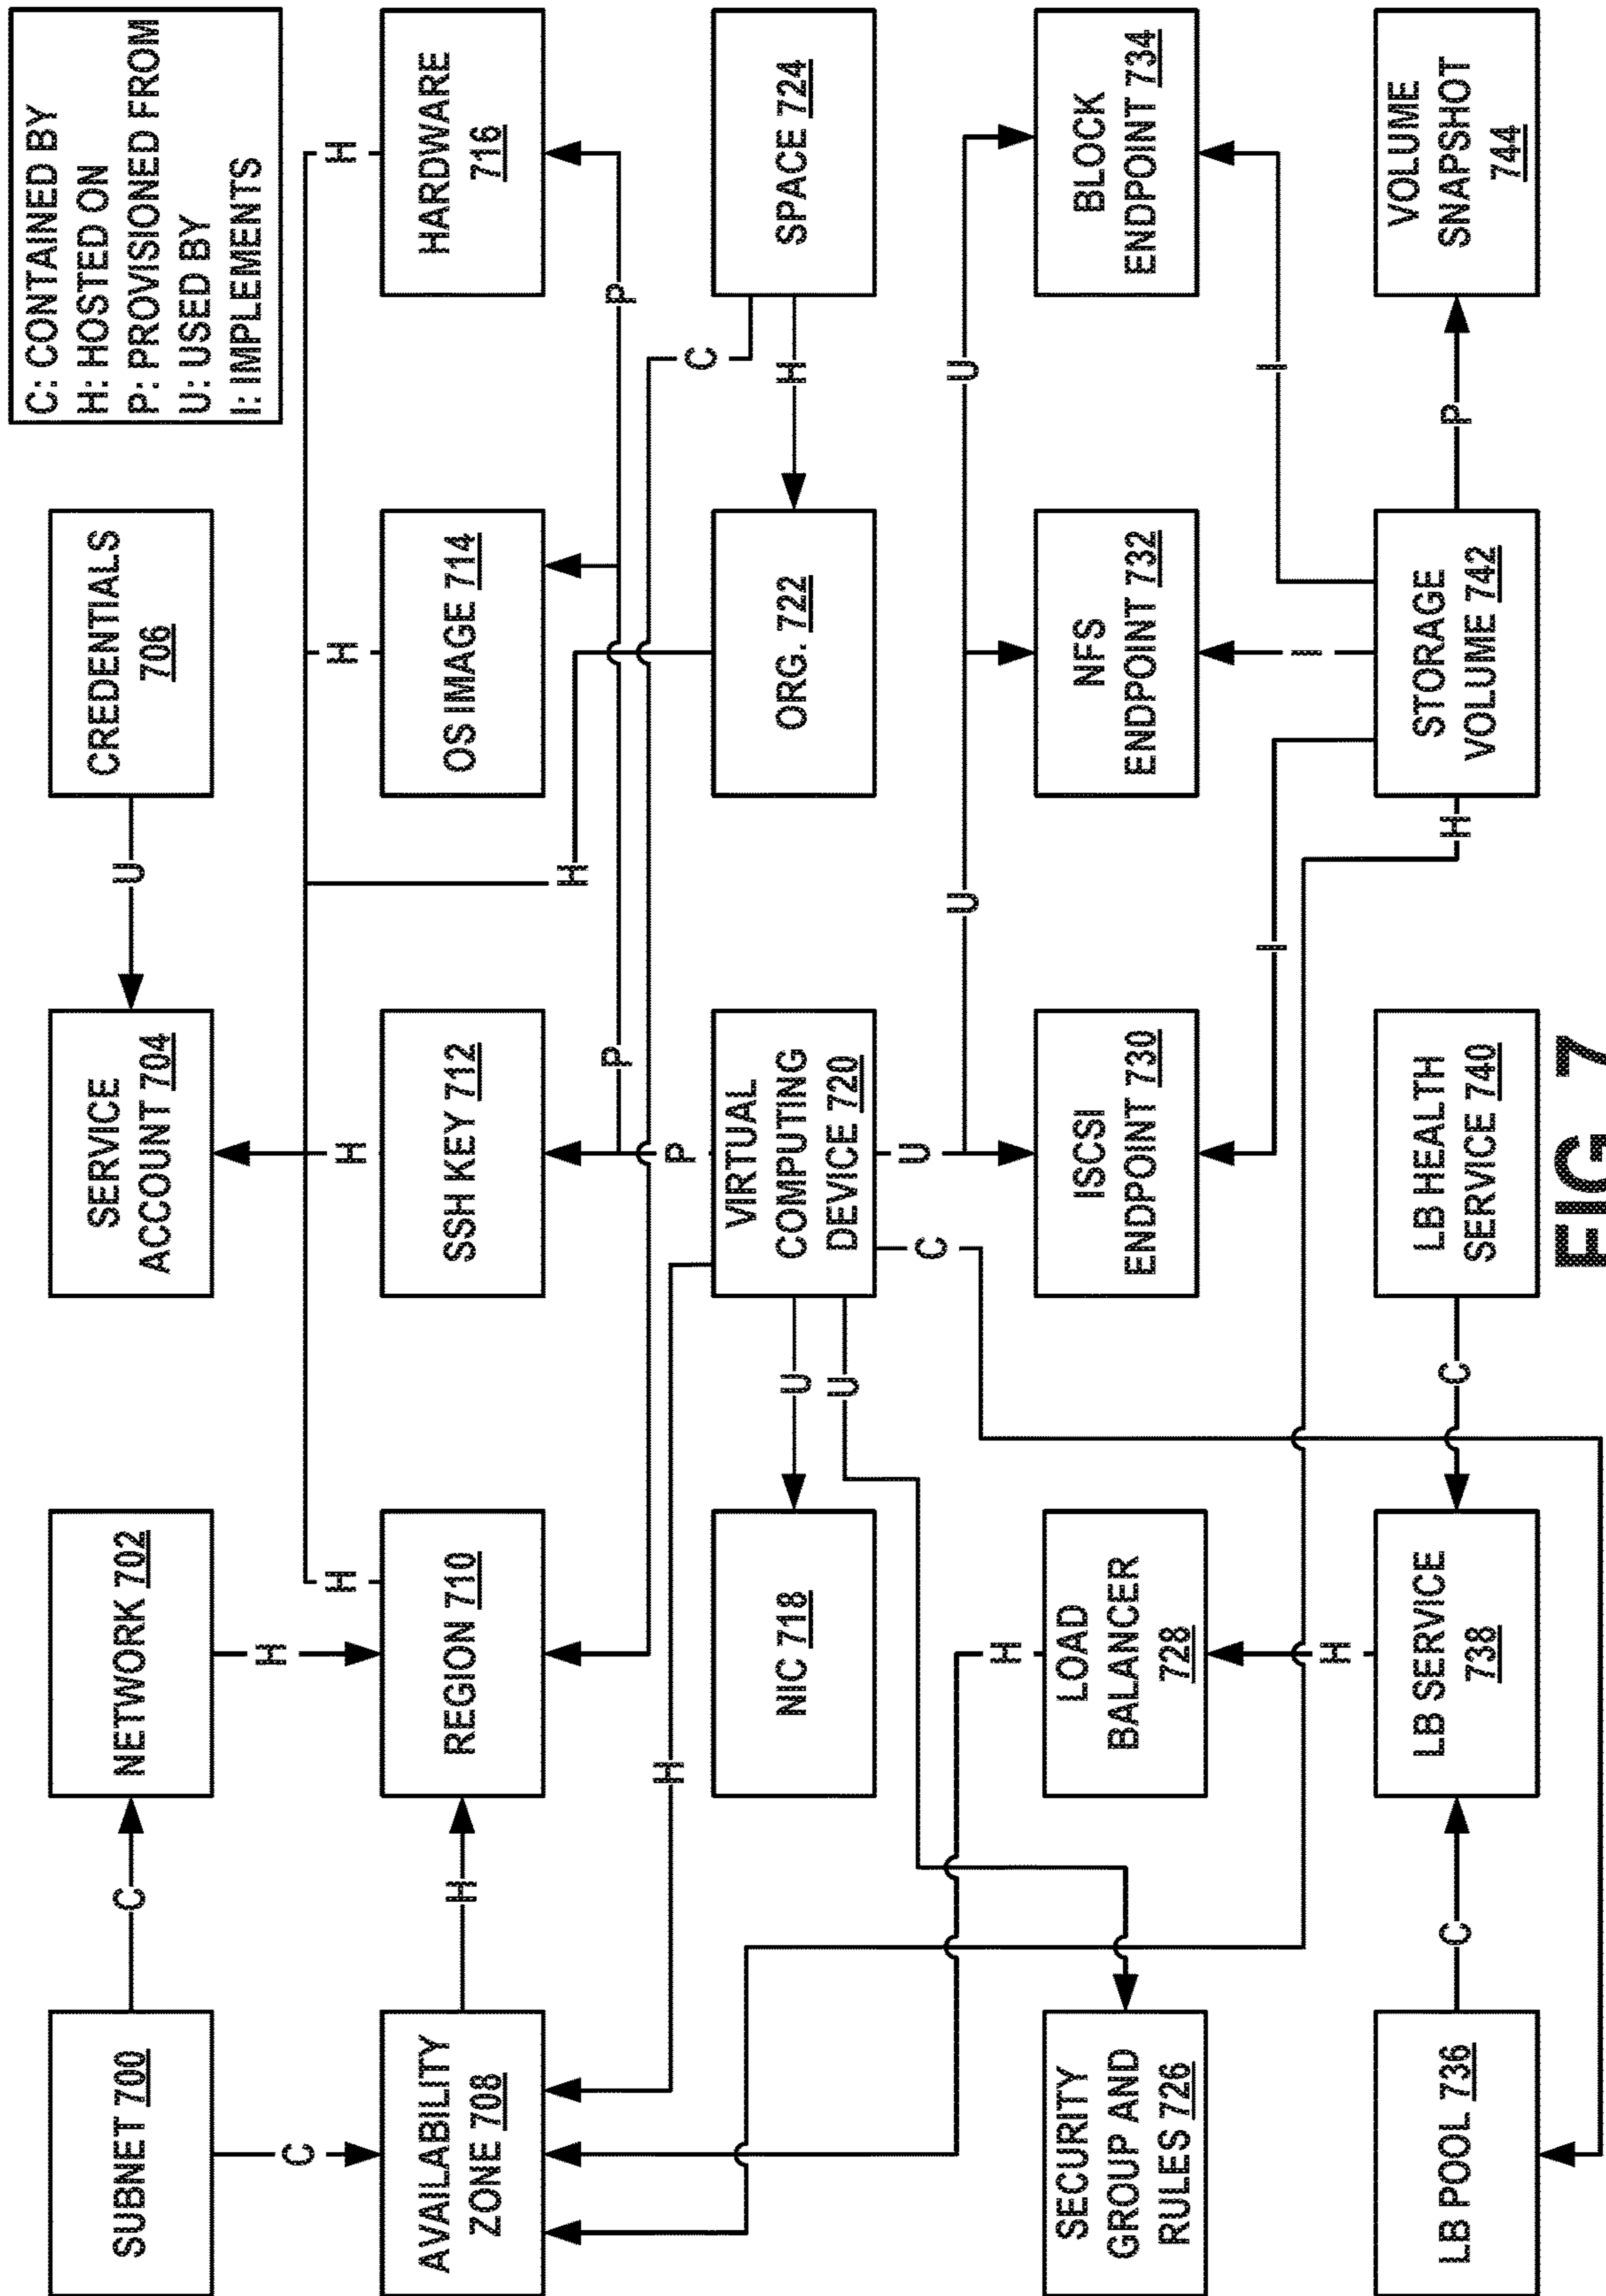 SUBNET 700
NETWORK 702
SERVICE
ACCOUNT 704
CREDENTIALS
706
C: CONTAINED BY
H: HOSTED ON
P: PROVISIONED FROM
U: USED BY
I: IMPLEMENTS
C
U
C
H
H
H
H
H
AVAILABILITY
ZONE 708
REGION 710
SSH KEY 712
OS IMAGE 714
HARDWARE
716
H
H
P
P
H
P
C
NIC 718
VIRTUAL
COMPUTING
DEVICE 720
ORG. 722
SPACE 724
U
U
H
H
U
C
U
U
SECURITY
GROUP AND
RULES 726
LOAD
BALANCER
728
ISCSI
ENDPOINT 730
NFS
ENDPOINT 732
BLOCK
ENDPOINT 734
H
I
I
I
LB POOL 736
LB SERVICE
738
LB HEALTH
SERVICE 740
STORAGE
VOLUME 742
VOLUME
SNAPSHOT
744
C
C
H
P
FIG. 7